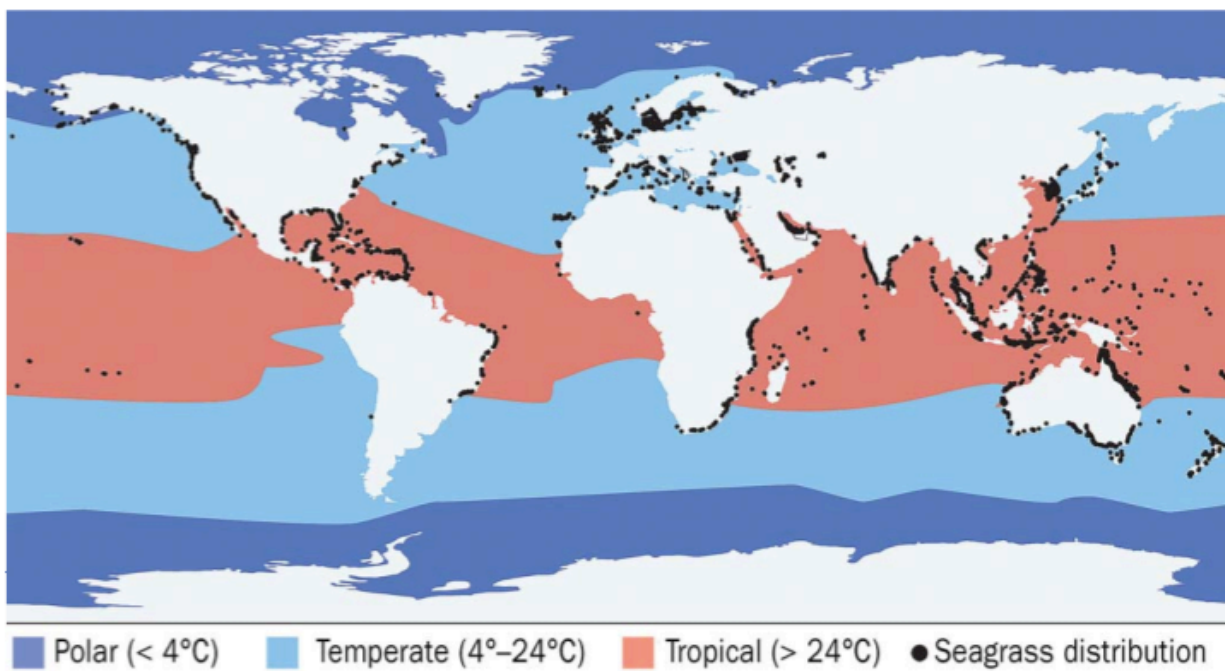 Polar (< 4°C) Temperate (4°–24°C) Tropical (> 24°C) Seagrass distribution